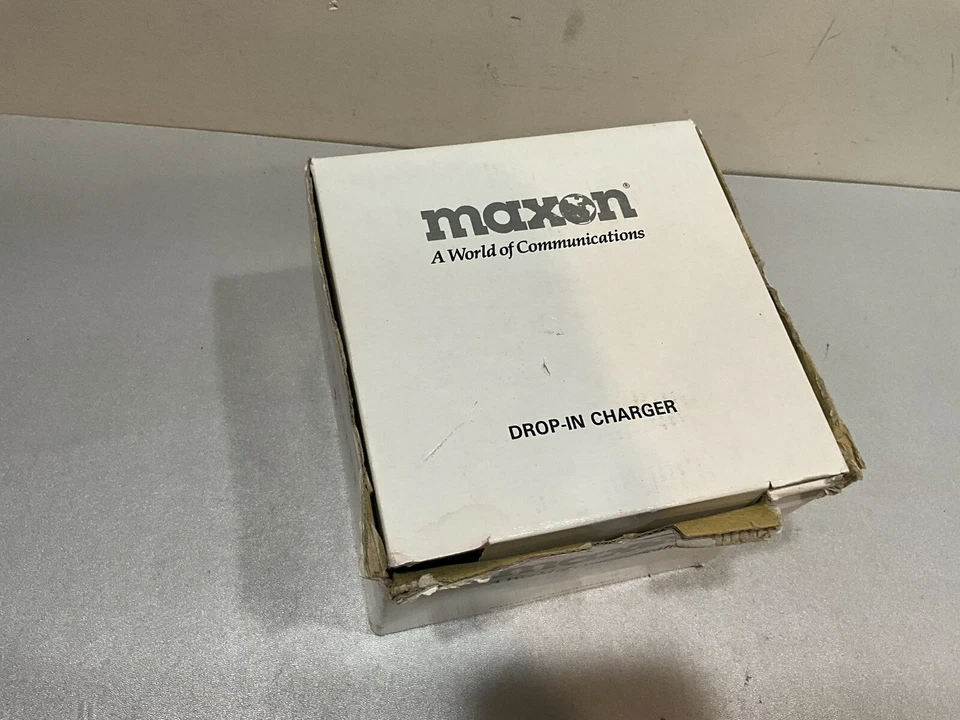 maxon®
A World of Communications
DROP-IN CHARGER